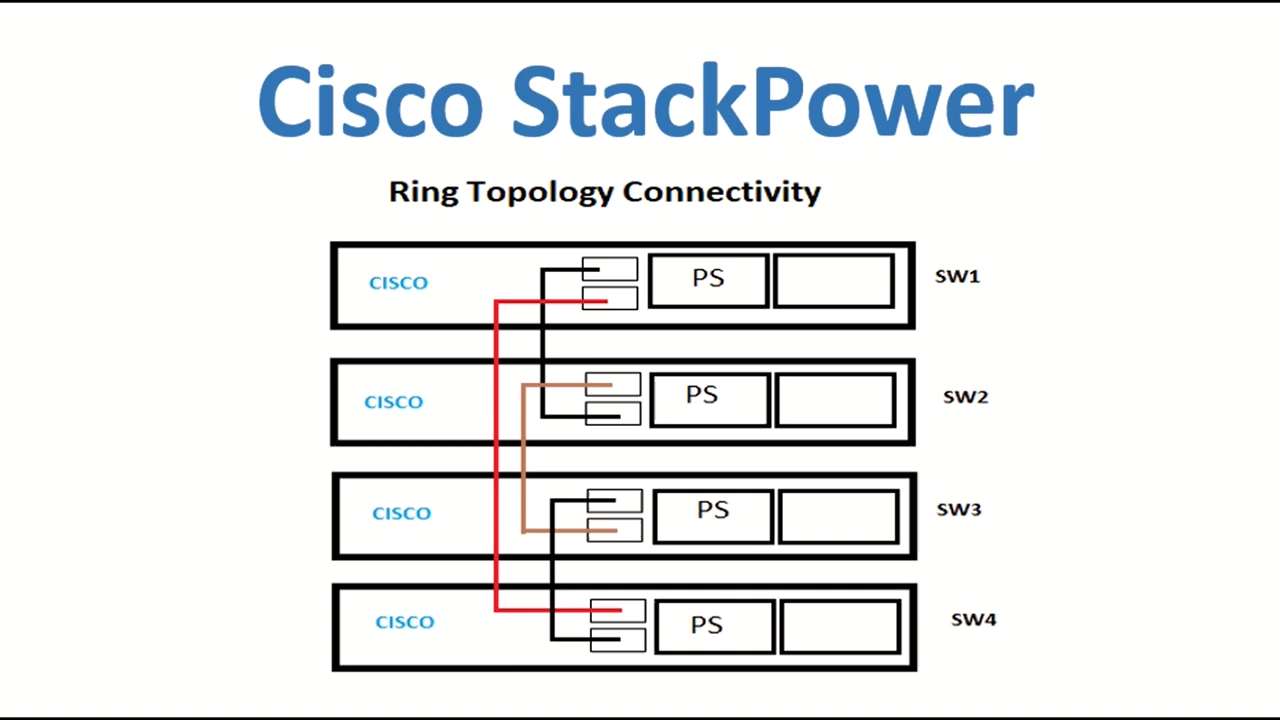 Cisco StackPower
Ring Topology Connectivity
CISCO
PS
SW1
CISCO
PS
SW2
CISCO
PS
SW3
CISCO
PS
SW4